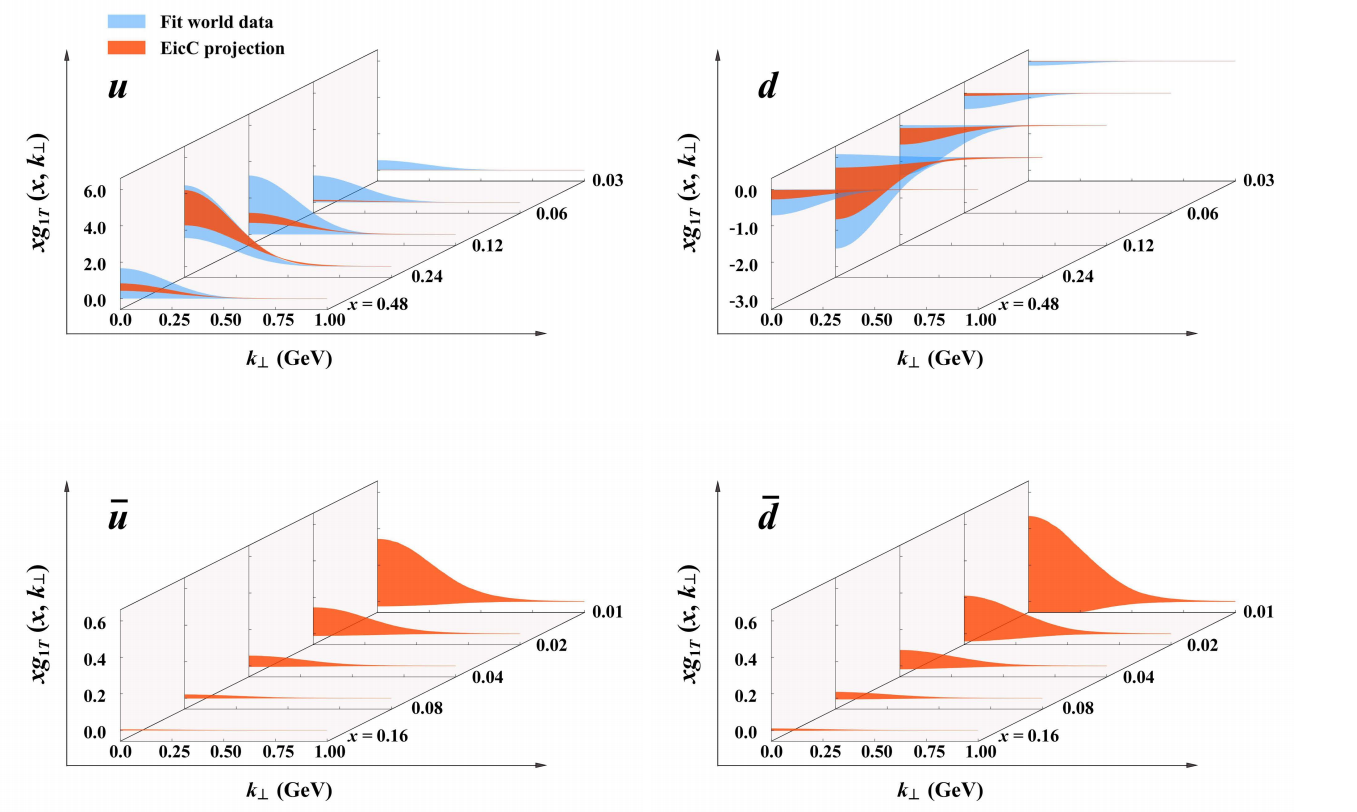 Fit world data
EicC projection
u
xg1T (x, k⊥)
6.0
4.0
2.0
0.0
0.0 0.25 0.50 0.75 1.00
x = 0.48
0.24
0.12
0.06
0.03
k⊥ (GeV)
d
xg1T (x, k⊥)
0.0
-1.0
-2.0
-3.0
0.0 0.25 0.50 0.75 1.00
x = 0.48
0.24
0.12
0.06
0.03
k⊥ (GeV)
u̅
xg1T (x, k⊥)
0.6
0.4
0.2
0.0
0.0 0.25 0.50 0.75 1.00
x = 0.16
0.08
0.04
0.02
0.01
k⊥ (GeV)
d̅
xg1T (x, k⊥)
0.6
0.4
0.2
0.0
0.0 0.25 0.50 0.75 1.00
x = 0.16
0.08
0.04
0.02
0.01
k⊥ (GeV)